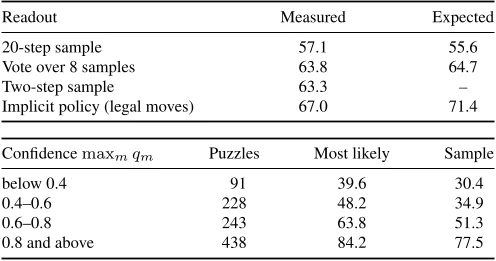 Readout Measured Expected
20-step sample 57.1 55.6
Vote over 8 samples 63.8 64.7
Two-step sample 63.3 –
Implicit policy (legal moves) 67.0 71.4
Confidence maxₘ qₘ Puzzles Most likely Sample
below 0.4 91 39.6 30.4
0.4–0.6 228 48.2 34.9
0.6–0.8 243 63.8 51.3
0.8 and above 438 84.2 77.5